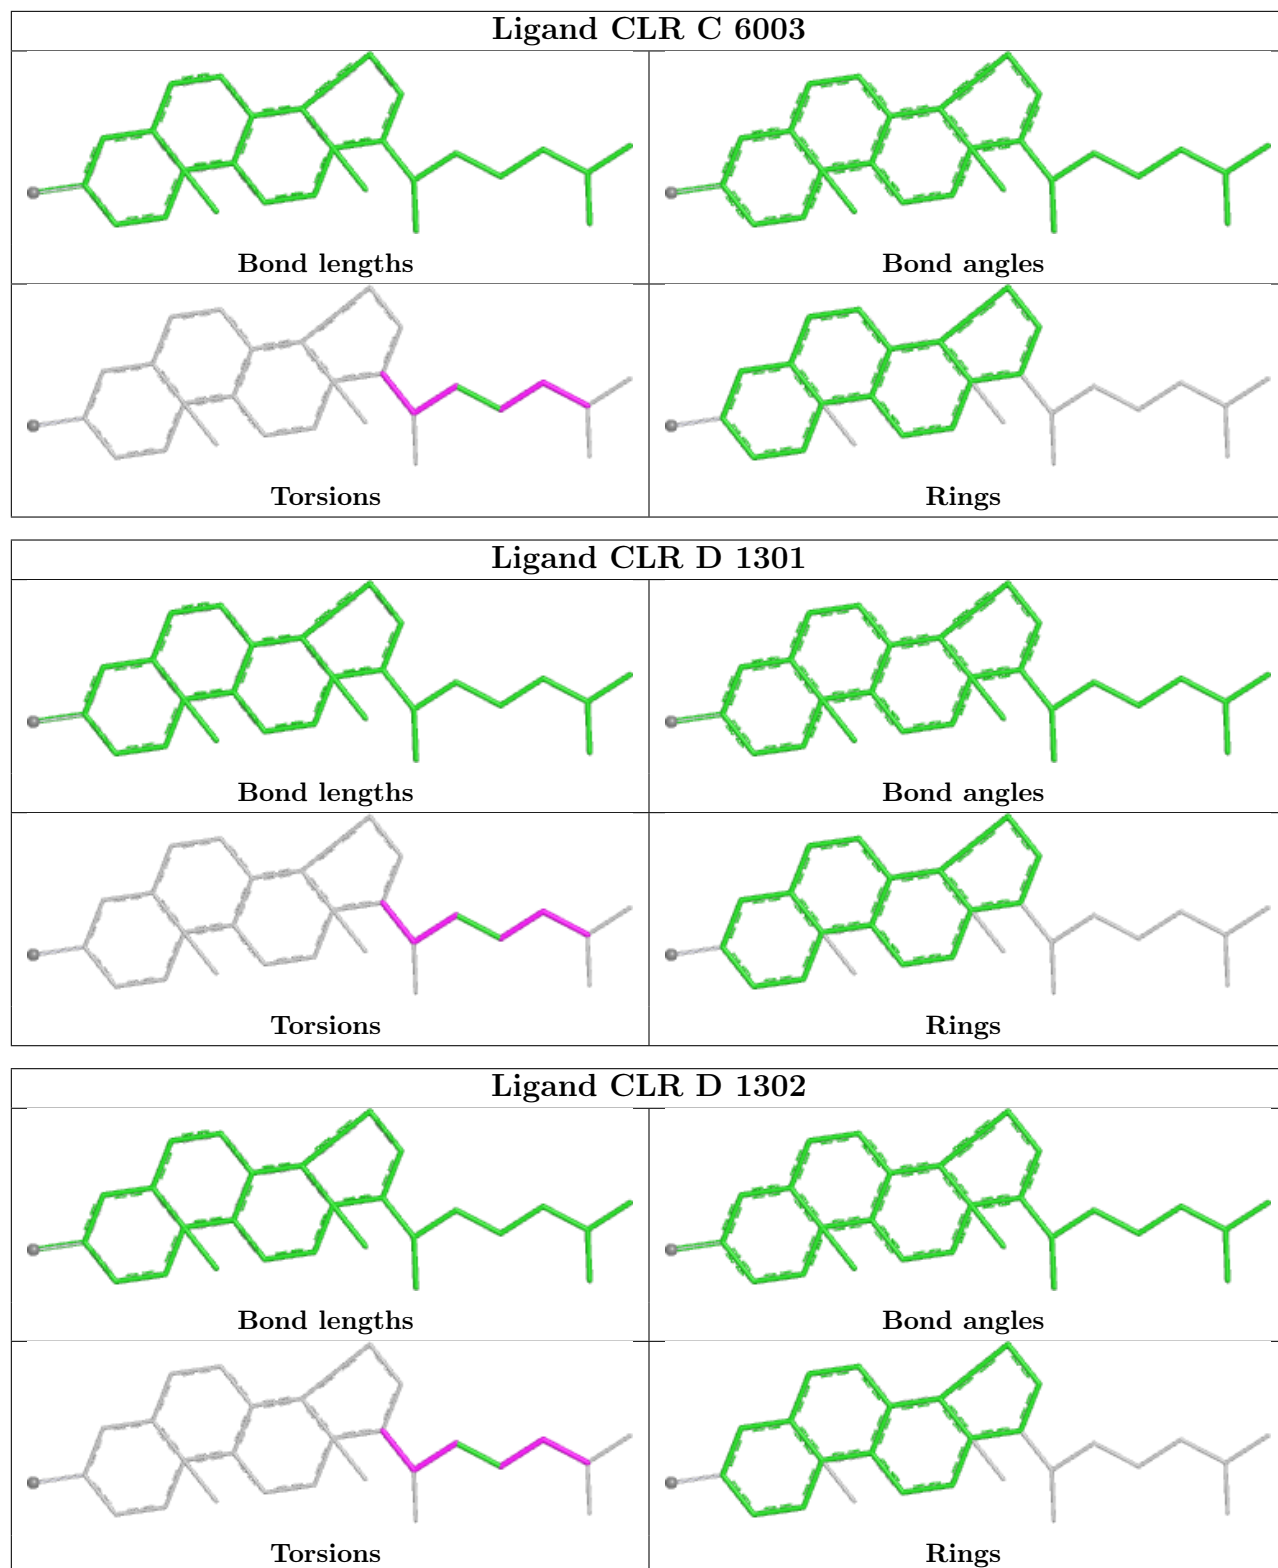 Ligand CLR C 6003
Bond lengths
Bond angles
Torsions
Rings
Ligand CLR D 1301
Bond lengths
Bond angles
Torsions
Rings
Ligand CLR D 1302
Bond lengths
Bond angles
Torsions
Rings